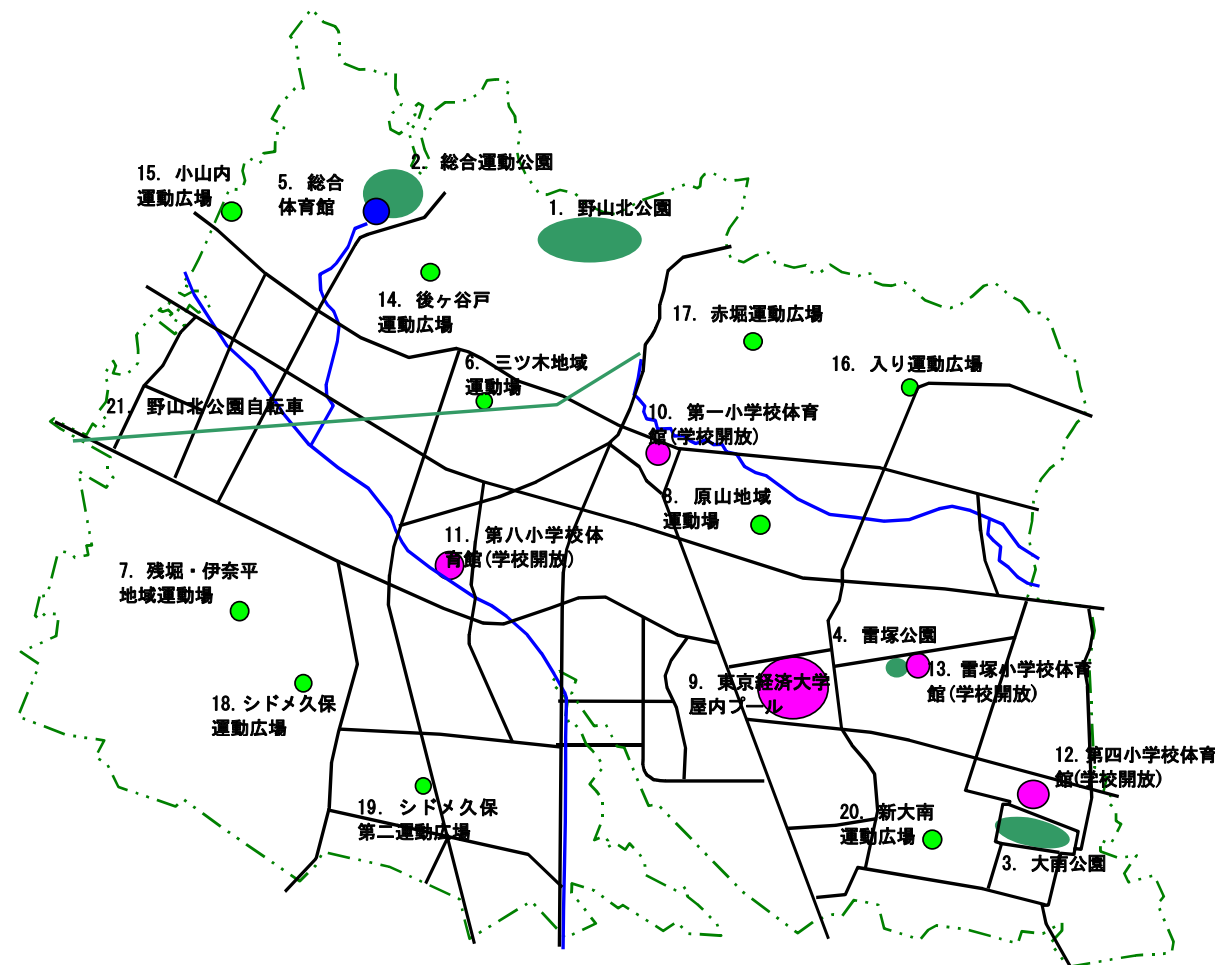 2. 総合運動公園
15. 小山内
運動広場
5. 総合
体育館
1. 野山北公園
14. 後ヶ谷戸
運動広場
17. 赤堀運動広場
6. 三ツ木地域
運動場
16. 入り運動広場
21. 野山北公園自転車
10. 第一小学校体育
館(学校開放)
8. 原山地域
運動場
11. 第八小学校体
育館(学校開放)
7. 残堀・伊奈平
地域運動場
4. 雷塚公園
13. 雷塚小学校体育
館(学校開放)
9. 東京経済大学
屋内プール
18. シドメ久保
運動広場
12. 第四小学校体育
館(学校開放)
19. シドメ久保
第二運動広場
20. 新大南
運動広場
3. 大南公園